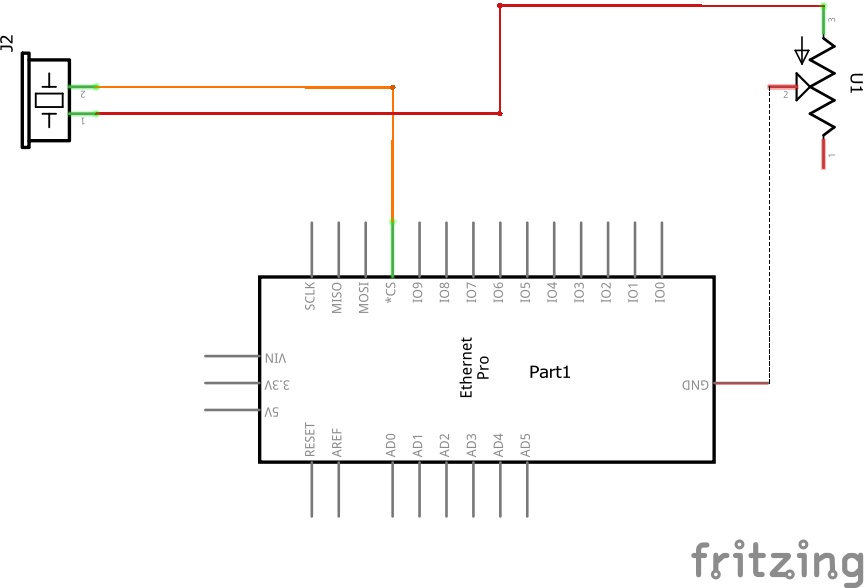 J2
2
1
3
U1
2
1
SCLK
MISO
MOSI
*CS
IO9
IO8
IO7
IO6
IO5
IO4
IO3
IO2
IO1
IO0
VIN
3.3V
5V
Ethernet
Pro
Part1
GND
RESET
AREF
AD0
AD1
AD2
AD3
AD4
AD5
fritzing